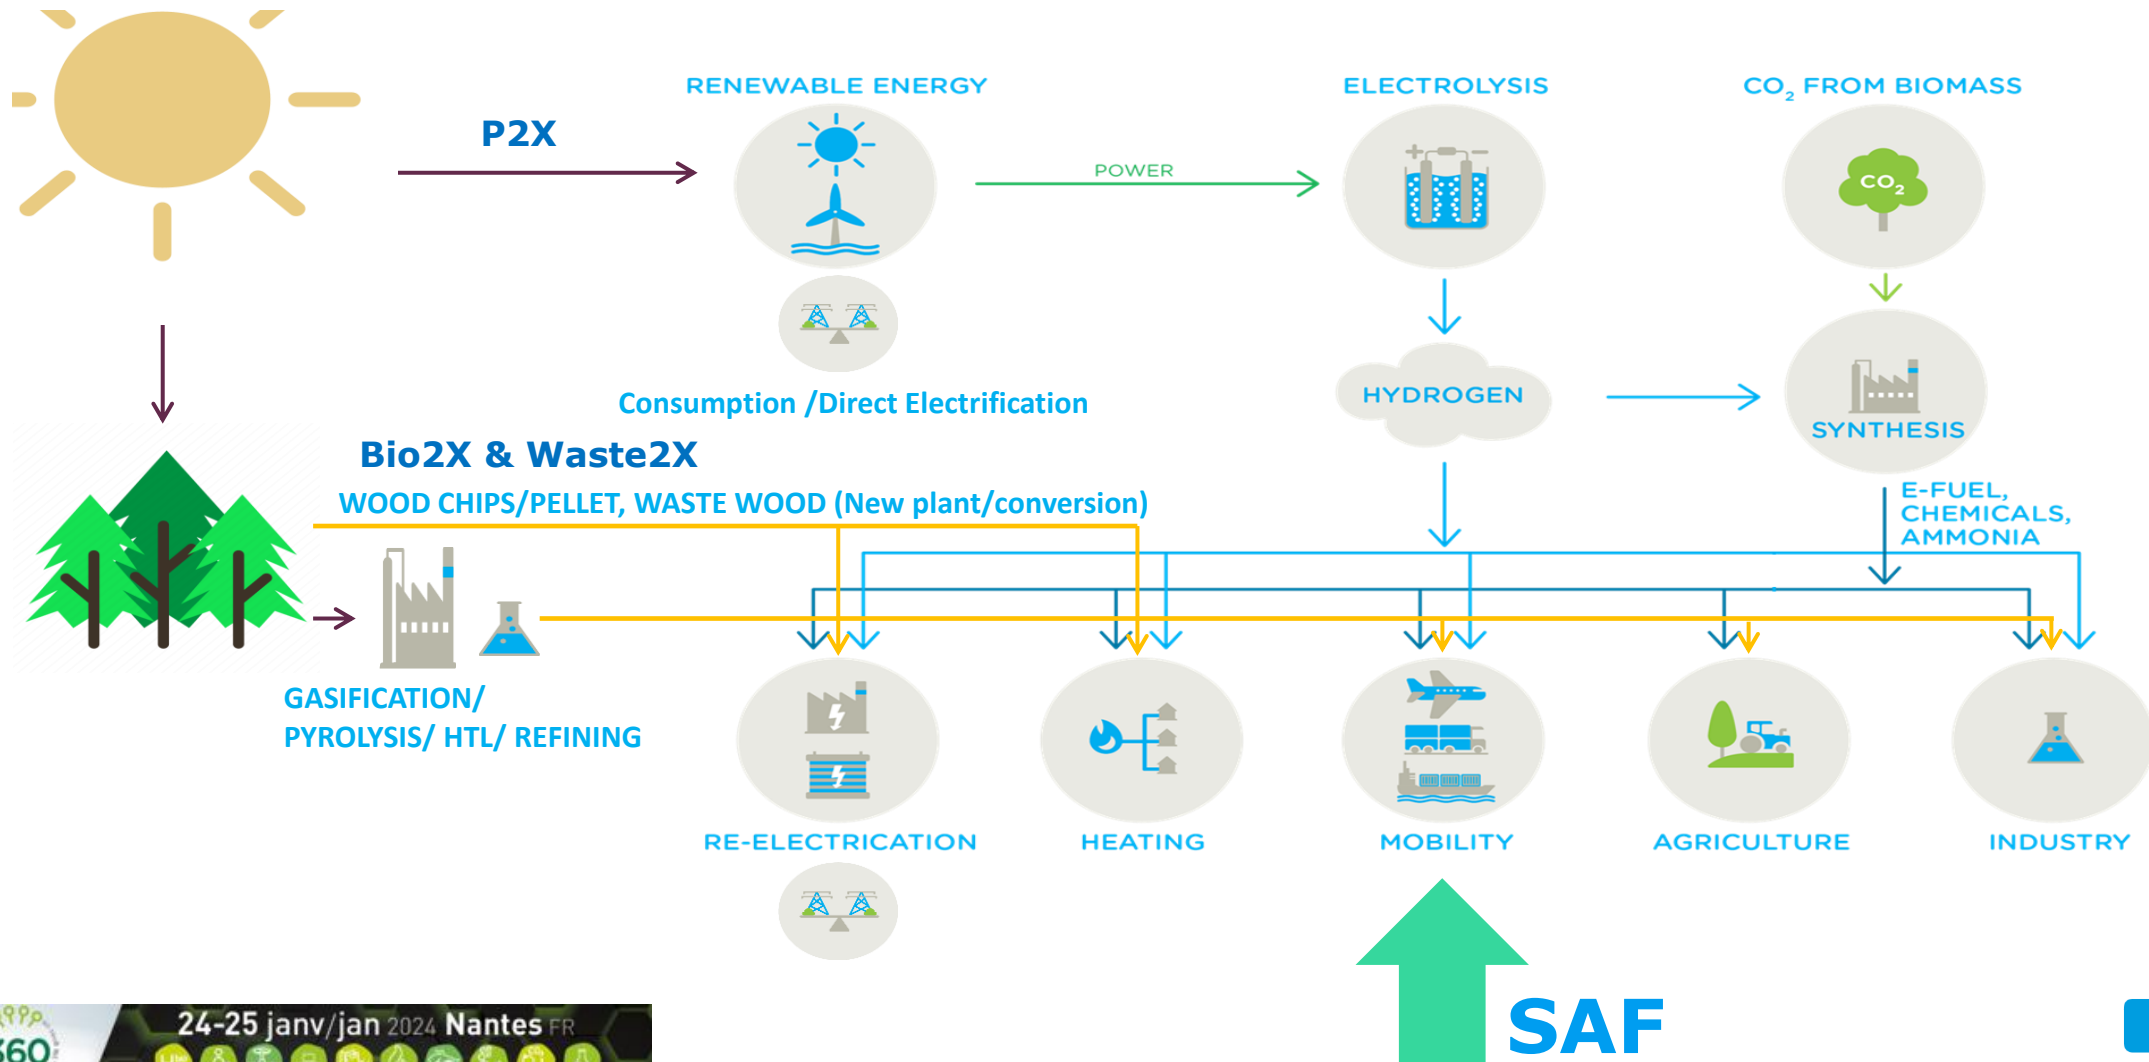 RENEWABLE ENERGY
ELECTROLYSIS
CO₂ FROM BIOMASS
P2X
POWER
+ −
CO₂
Consumption /Direct Electrification
HYDROGEN
SYNTHESIS
Bio2X & Waste2X
WOOD CHIPS/PELLET, WASTE WOOD (New plant/conversion)
E-FUEL,
CHEMICALS,
AMMONIA
GASIFICATION/
PYROLYSIS/ HTL/ REFINING
RE-ELECTRICATION
HEATING
MOBILITY
AGRICULTURE
INDUSTRY
SAF
360
24-25 janv/jan 2024 Nantes FR